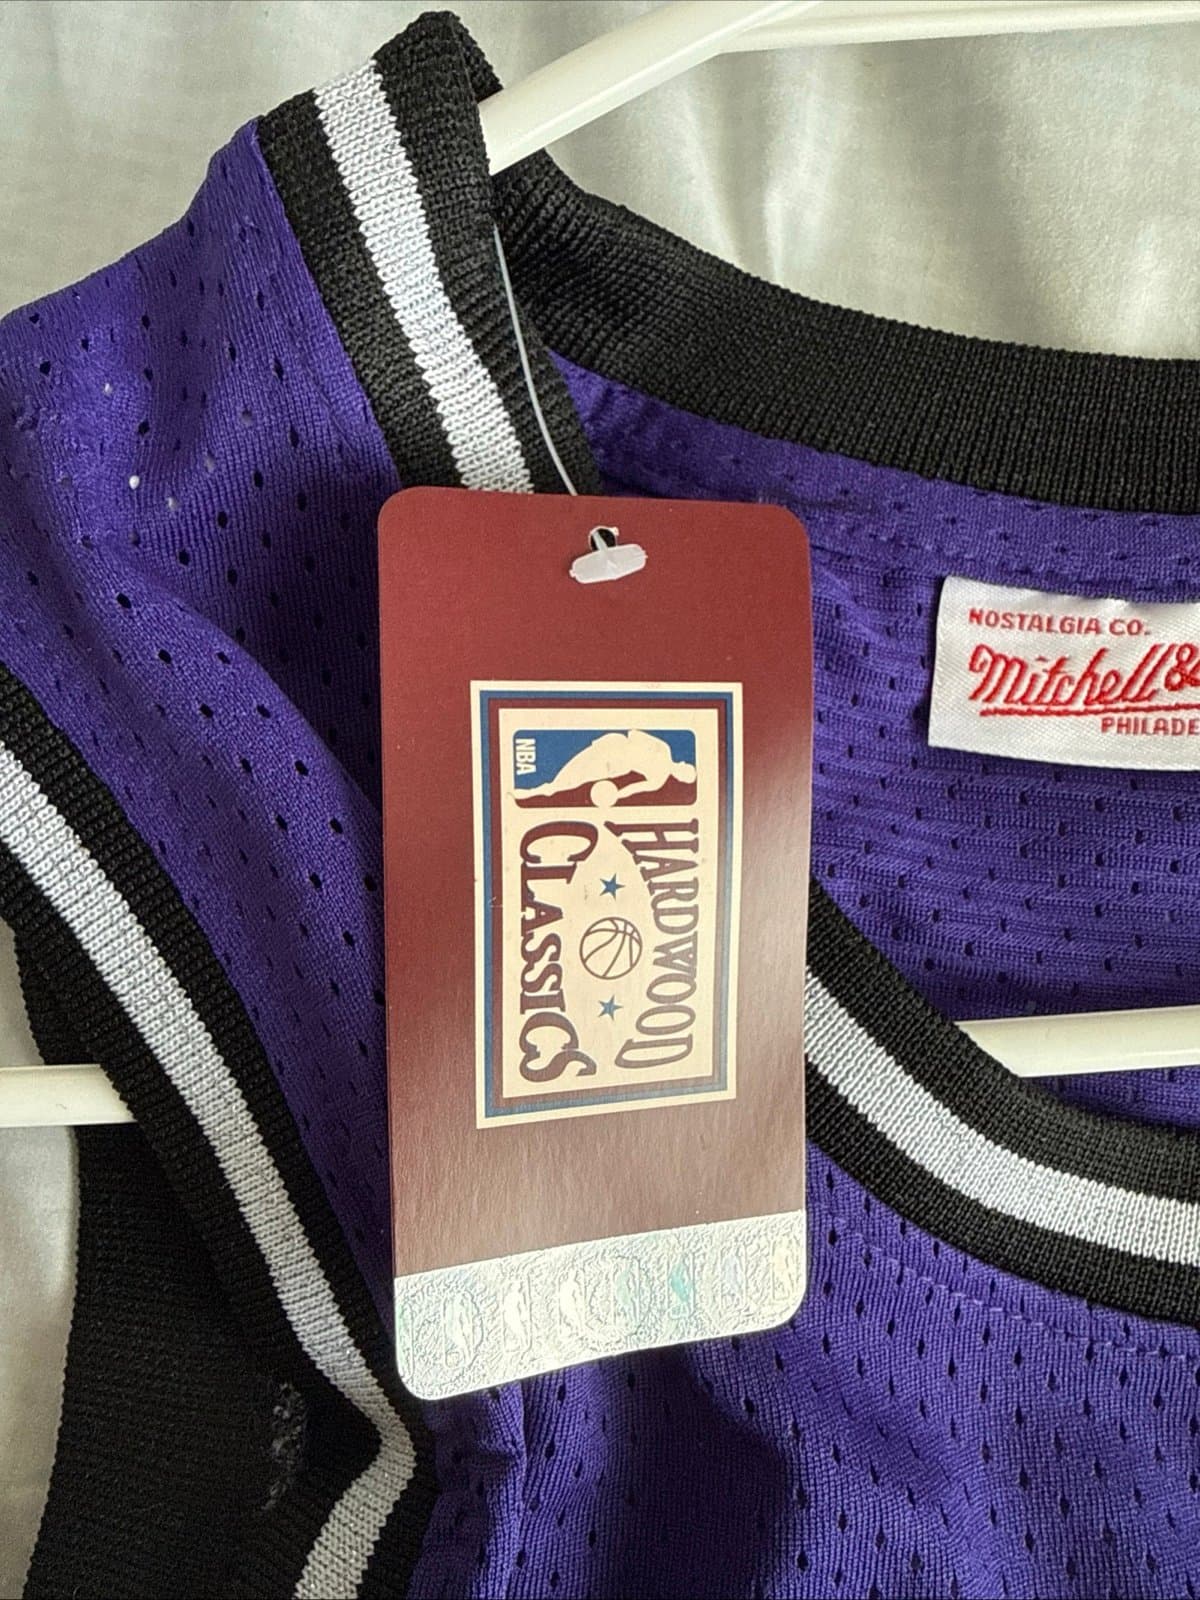 NBA
HARDWOOD
CLASSICS
NOSTALGIA CO.
Mitchell &
PHILADE